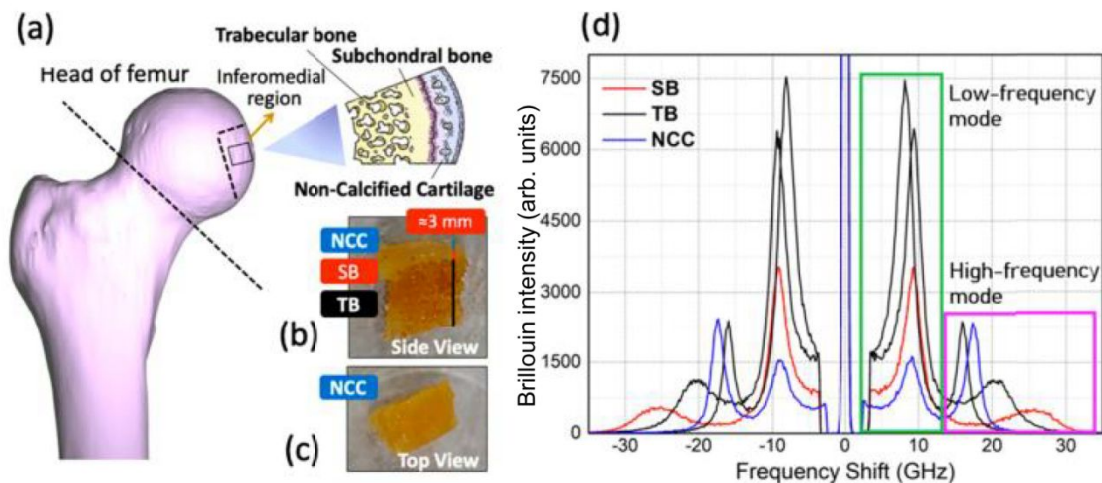 (a)
Trabecular bone
Subchondral bone
Head of femur
Inferomedial
region
Non-Calcified Cartilage
≈3 mm
NCC
SB
TB
(b)
Side View
NCC
(c)
Top View
(d)
Brillouin intensity (arb. units)
7500
6000
4500
3000
1500
0
SB
TB
NCC
Low-frequency
mode
High-frequency
mode
-30
-20
-10
0
10
20
30
Frequency Shift (GHz)